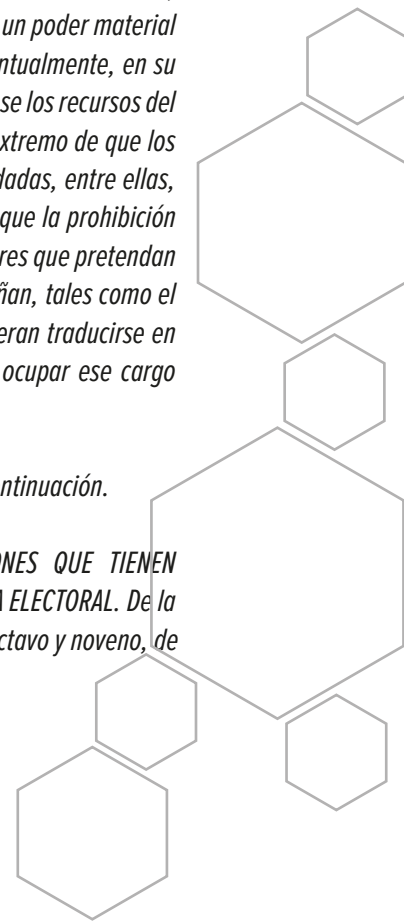 un poder material
ntualmente, en su
se los recursos del
xtremo de que los
dadas, entre ellas,
que la prohibición
res que pretendan
ñan, tales como el
eran traducirse en
ocupar ese cargo
ntinuación.
ONES QUE TIENEN
A ELECTORAL. De la
ctavo y noveno, de